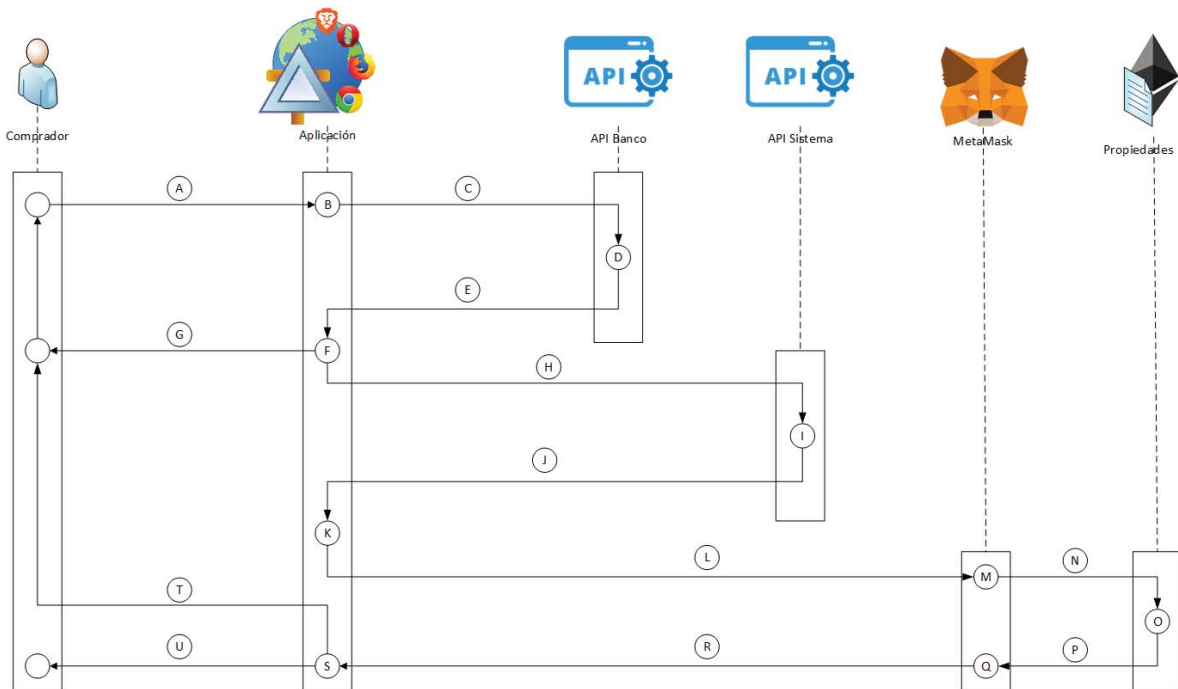 API
API
Comprador
Aplicación
API Banco
API Sistema
MetaMask
Propiedades
A
B
C
D
E
G
F
H
I
J
K
L
M
N
T
O
U
S
R
Q
P